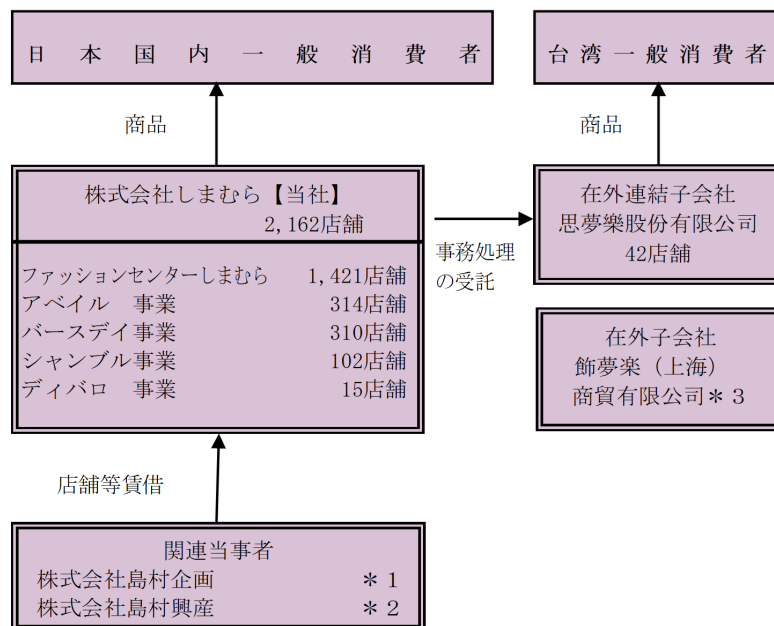 日本国内一般消費者
台湾一般消費者
商品
商品
株式会社しまむら【当社】
2,162店舗
ファッションセンターしまむら 1,421店舗
アベイル 事業 314店舗
バースデイ事業 310店舗
シャンブル事業 102店舗
ディバロ 事業 15店舗
事務処理
の受託
在外連結子会社
思夢樂股份有限公司
42店舗
在外子会社
飾夢楽（上海）
商貿有限公司＊３
店舗等賃借
関連当事者
株式会社島村企画 ＊１
株式会社島村興産 ＊２